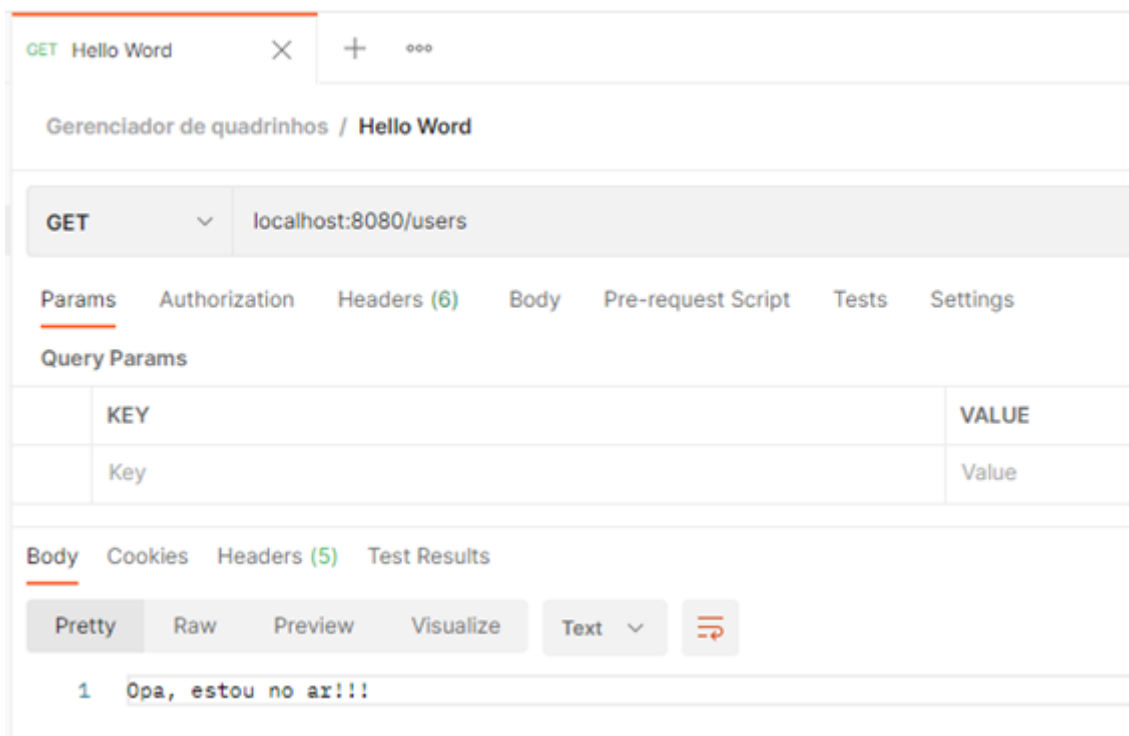 GET Hello Word
Gerenciador de quadrinhos / Hello Word
GET localhost:8080/users
Params Authorization Headers (6) Body Pre-request Script Tests Settings
Query Params
KEY VALUE
Key Value
Body Cookies Headers (5) Test Results
Pretty Raw Preview Visualize Text
1 Opa, estou no ar!!!